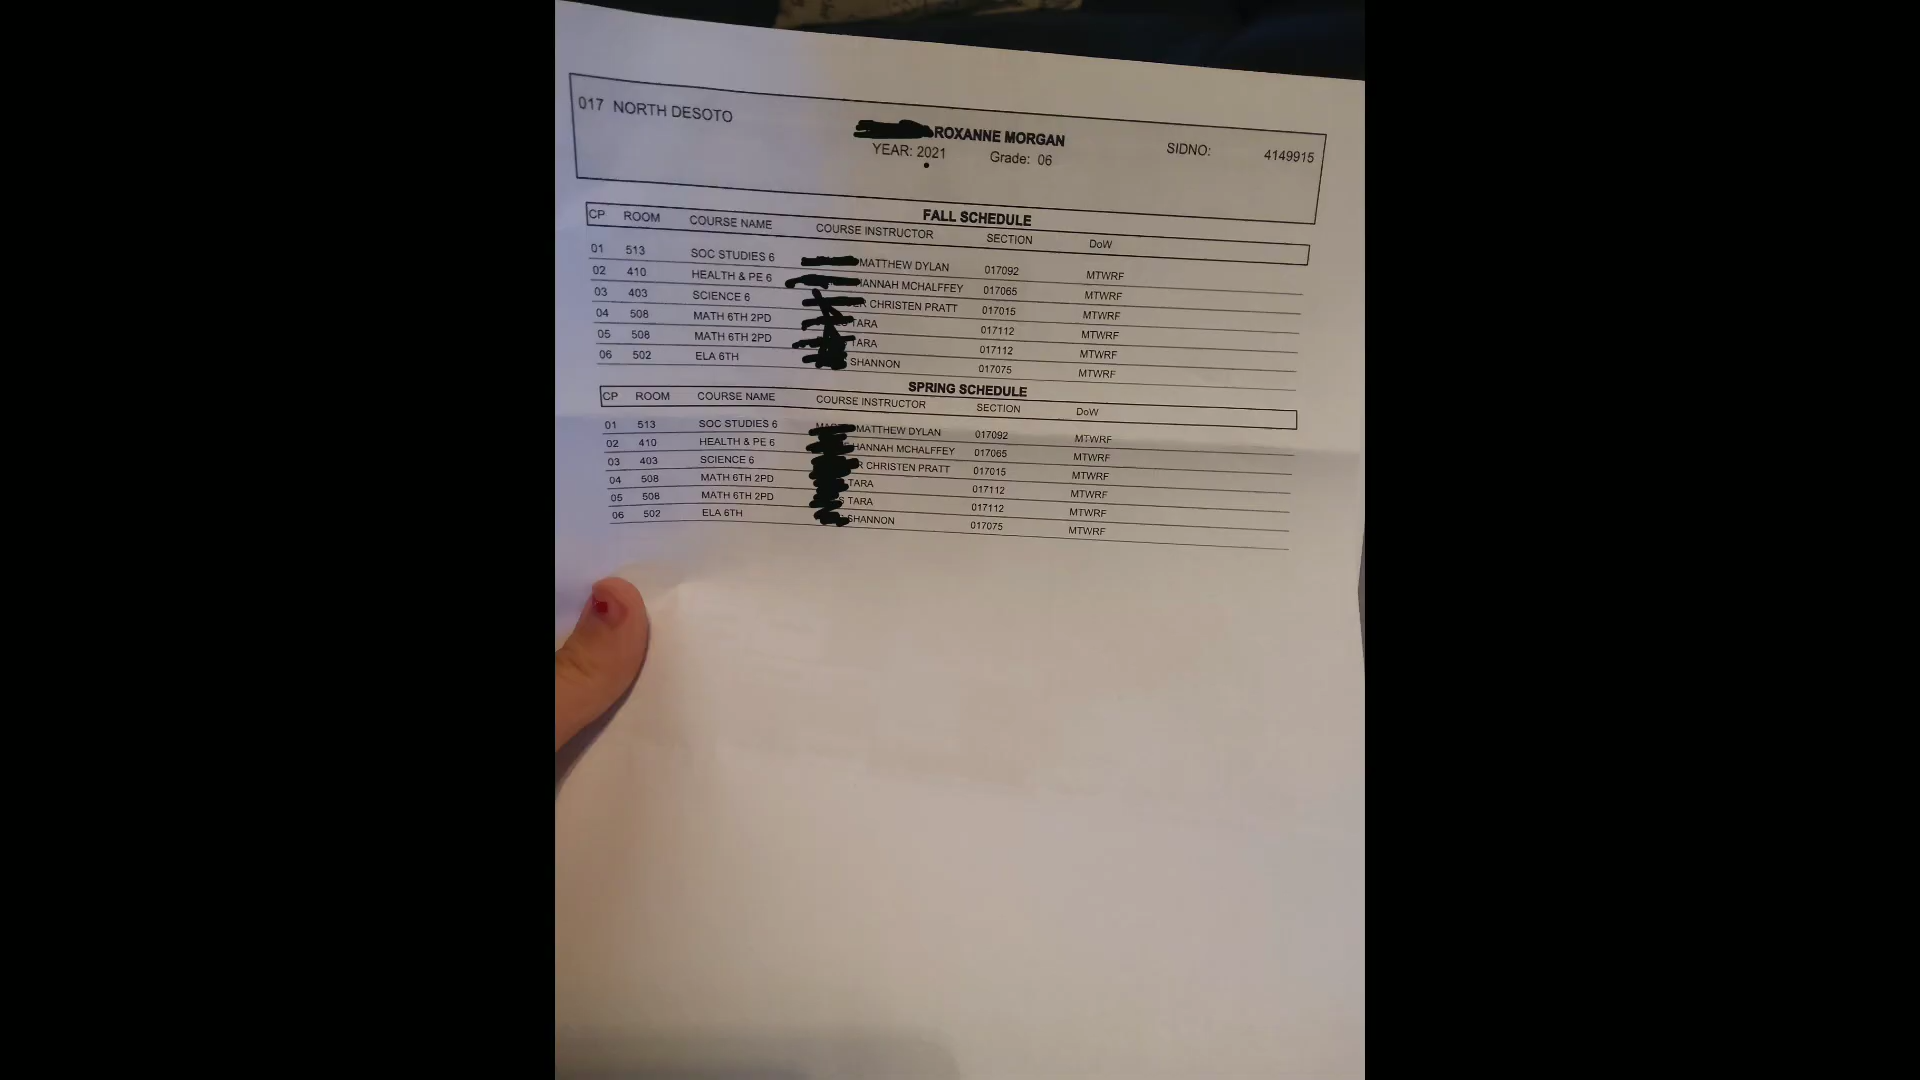 017 NORTH DESOTO
ROXANNE MORGAN
YEAR: 2021 Grade: 06
SIDNO: 4149915
FALL SCHEDULE
CP ROOM COURSE NAME COURSE INSTRUCTOR SECTION DoW
01 513 SOC STUDIES 6 MATTHEW DYLAN 017092 MTWRF
02 410 HEALTH & PE 6 HANNAH MCHALFFEY 017065 MTWRF
03 403 SCIENCE 6 CHRISTEN PRATT 017015 MTWRF
04 508 MATH 6TH 2PD TARA 017112 MTWRF
05 508 MATH 6TH 2PD TARA 017112 MTWRF
06 502 ELA 6TH SHANNON 017075 MTWRF
SPRING SCHEDULE
CP ROOM COURSE NAME COURSE INSTRUCTOR SECTION DoW
01 513 SOC STUDIES 6 MATTHEW DYLAN 017092 MTWRF
02 410 HEALTH & PE 6 HANNAH MCHALFFEY 017065 MTWRF
03 403 SCIENCE 6 CHRISTEN PRATT 017015 MTWRF
04 508 MATH 6TH 2PD TARA 017112 MTWRF
05 508 MATH 6TH 2PD TARA 017112 MTWRF
06 502 ELA 6TH SHANNON 017075 MTWRF